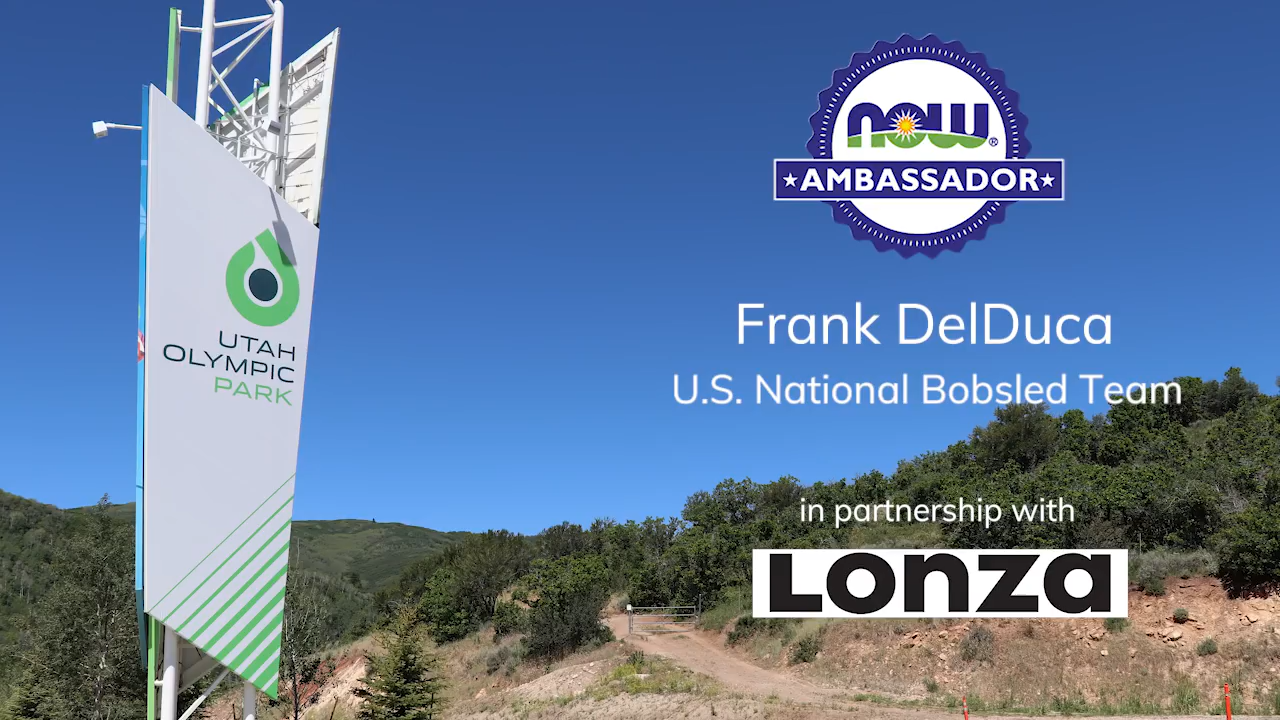 UTAH
OLYMPIC
PARK
NOW®
AMBASSADOR
Frank DelDuca
U.S. National Bobsled Team
in partnership with
Lonza